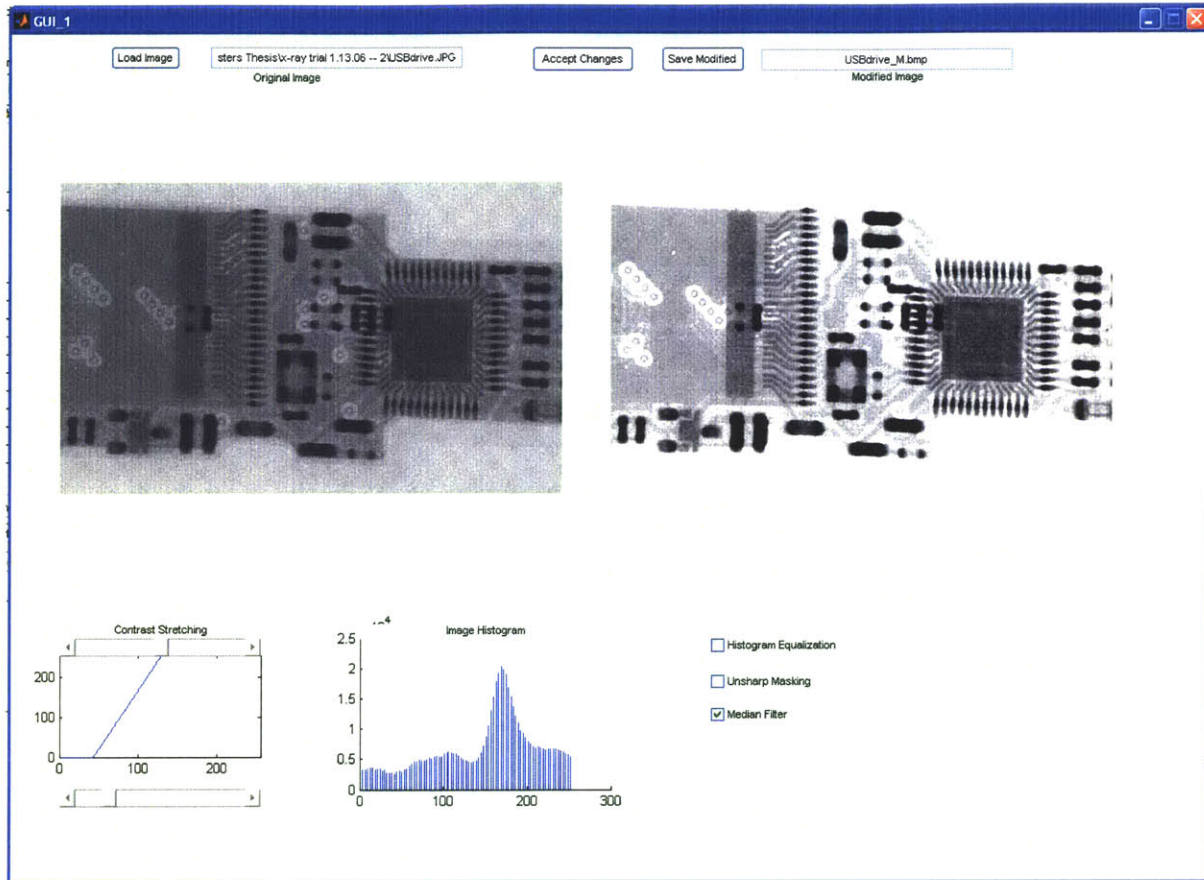 GUI_1
Load Image
sters Thesis\x-ray trial 1.13.06 -- 2\USBdrive.JPG
Accept Changes
Save Modified
USBdrive_M.bmp
Original Image
Modified Image
Contrast Stretching
200
100
0
0 100 200
Image Histogram
2.5
2
1.5
1
0.5
0
0 100 200 300
Histogram Equalization
Unsharp Masking
Median Filter